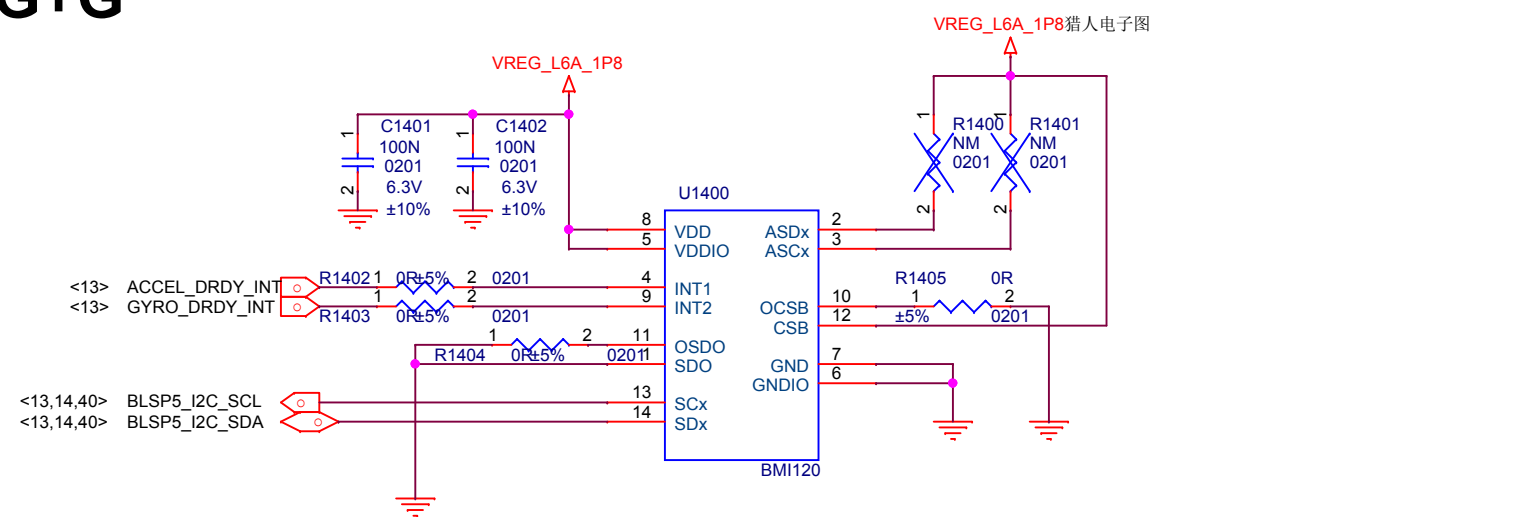 G+G
VREG_L6A_1P8猎人电子图
VREG_L6A_1P8
C1401
100N
0201
6.3V
±10%
1
2
C1402
100N
0201
6.3V
±10%
1
2
R1400
NM
0201
1
2
R1401
NM
0201
1
2
U1400
8 VDD
5 VDDIO
4 INT1
9 INT2
11 OSDO
1 SDO
13 SCx
14 SDx
ASDx 2
ASCx 3
OCSB 10
CSB 12
GND 7
GNDIO 6
BMI120
<13> ACCEL_DRDY_INT
R1402 1 0R±5% 2 0201
<13> GYRO_DRDY_INT
R1403 1 0R±5% 2 0201
R1404 1 0R±5% 2 0201
R1405 0R
1 2
±5% 0201
<13,14,40> BLSP5_I2C_SCL
<13,14,40> BLSP5_I2C_SDA